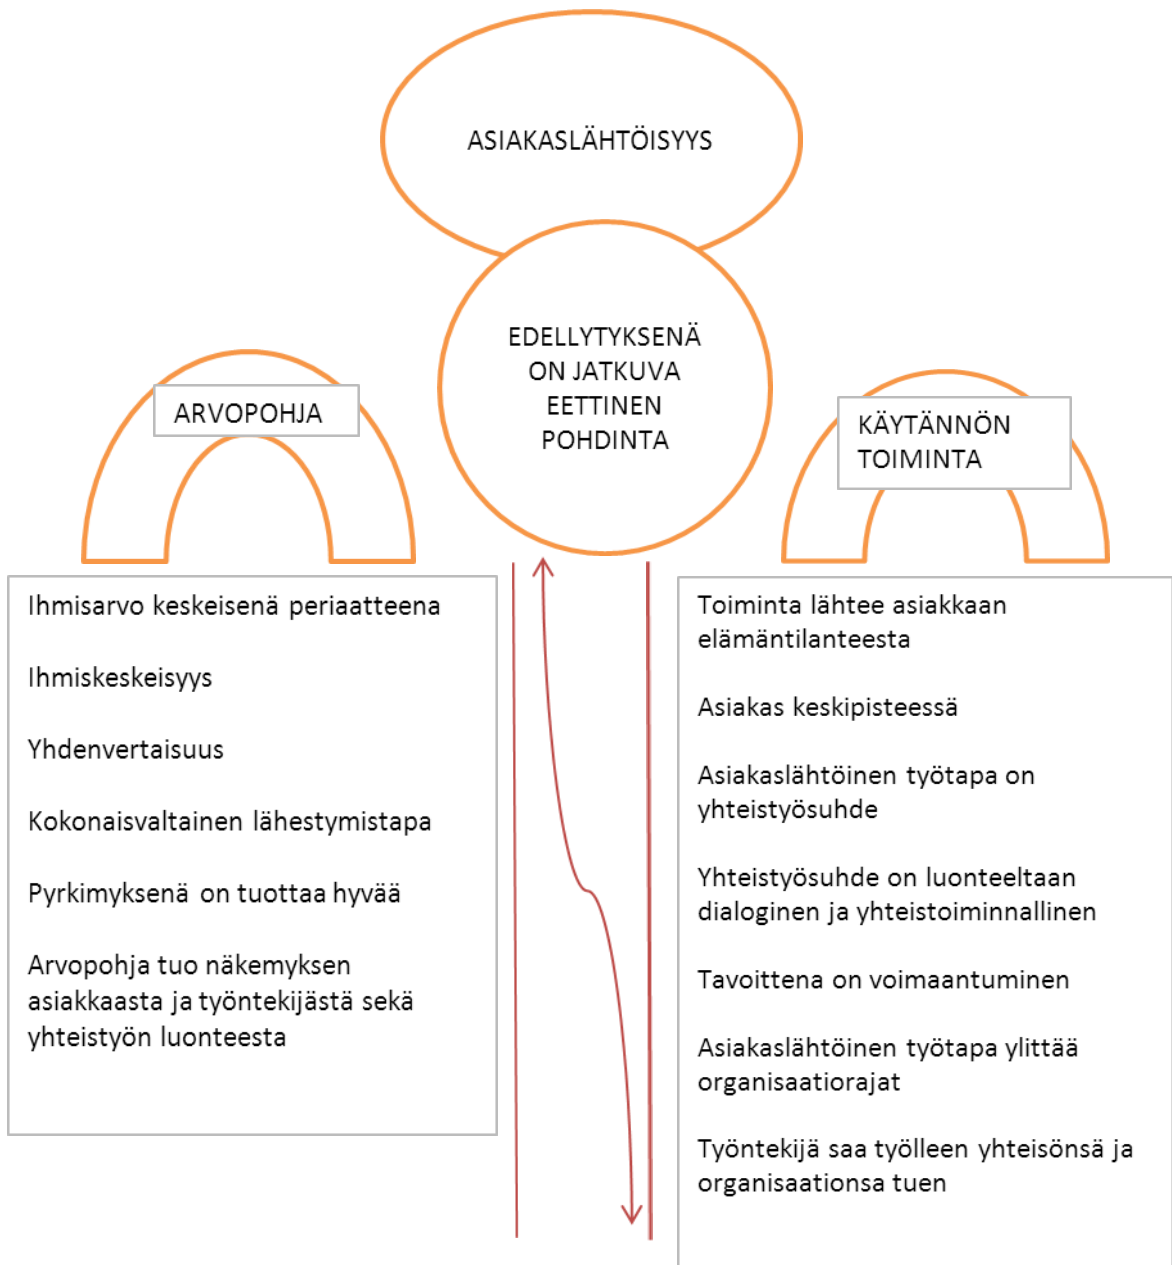 ASIAKASLÄHTÖISYYS
EDELLYTYKSENÄ
ON JATKUVA
EETTINEN
POHDINTA
ARVOPOHJA
Ihmisarvo keskeisenä periaatteena
Ihmiskeskeisyys
Yhdenvertaisuus
Kokonaisvaltainen lähestymistapa
Pyrkimyksenä on tuottaa hyvää
Arvopohja tuo näkemyksen
asiakkaasta ja työntekijästä sekä
yhteistyön luonteesta
KÄYTÄNNÖN
TOIMINTA
Toiminta lähtee asiakkaan
elämäntilanteesta
Asiakas keskipisteessä
Asiakaslähtöinen työtapa on
yhteistyösuhde
Yhteistyösuhde on luonteeltaan
dialoginen ja yhteistoiminnallinen
Tavoittena on voimaantuminen
Asiakaslähtöinen työtapa ylittää
organisaatiorajat
Työntekijä saa työlleen yhteisönsä ja
organisaationsa tuen